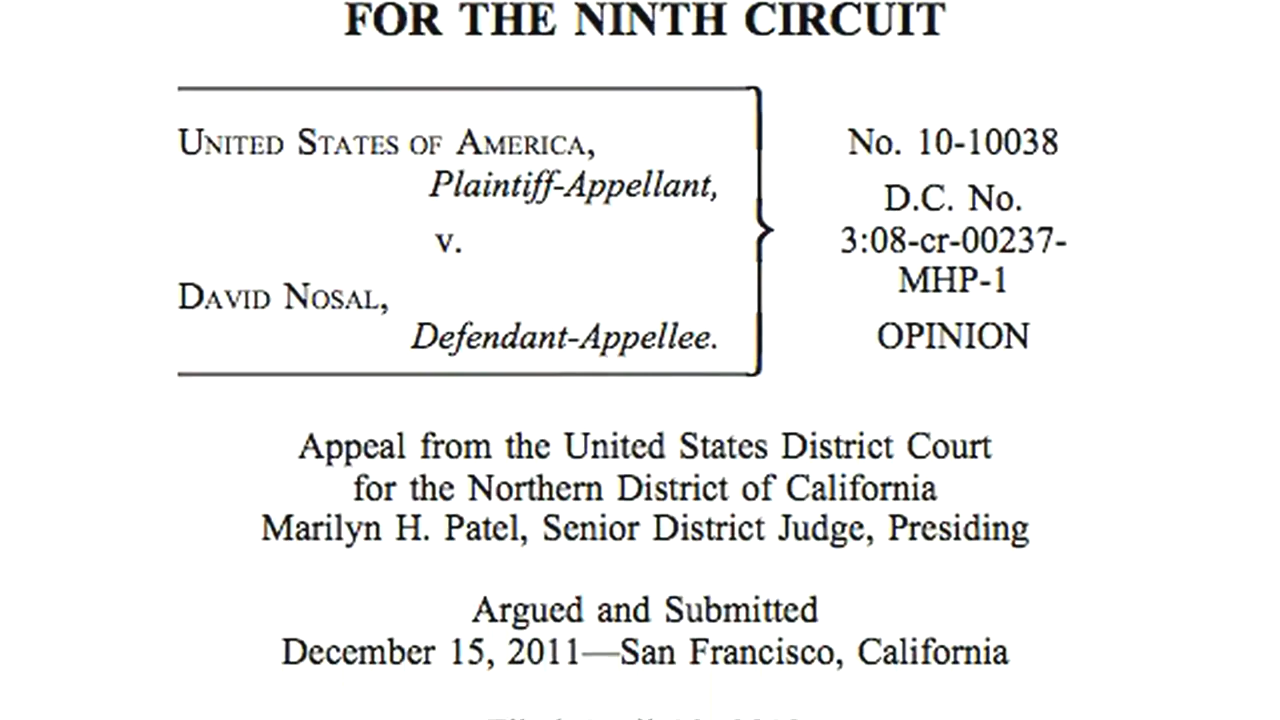 FOR THE NINTH CIRCUIT
UNITED STATES OF AMERICA,
Plaintiff-Appellant,
v.
DAVID NOSAL,
Defendant-Appellee.
No. 10-10038
D.C. No.
3:08-cr-00237-
MHP-1
OPINION
Appeal from the United States District Court
for the Northern District of California
Marilyn H. Patel, Senior District Judge, Presiding
Argued and Submitted
December 15, 2011—San Francisco, California